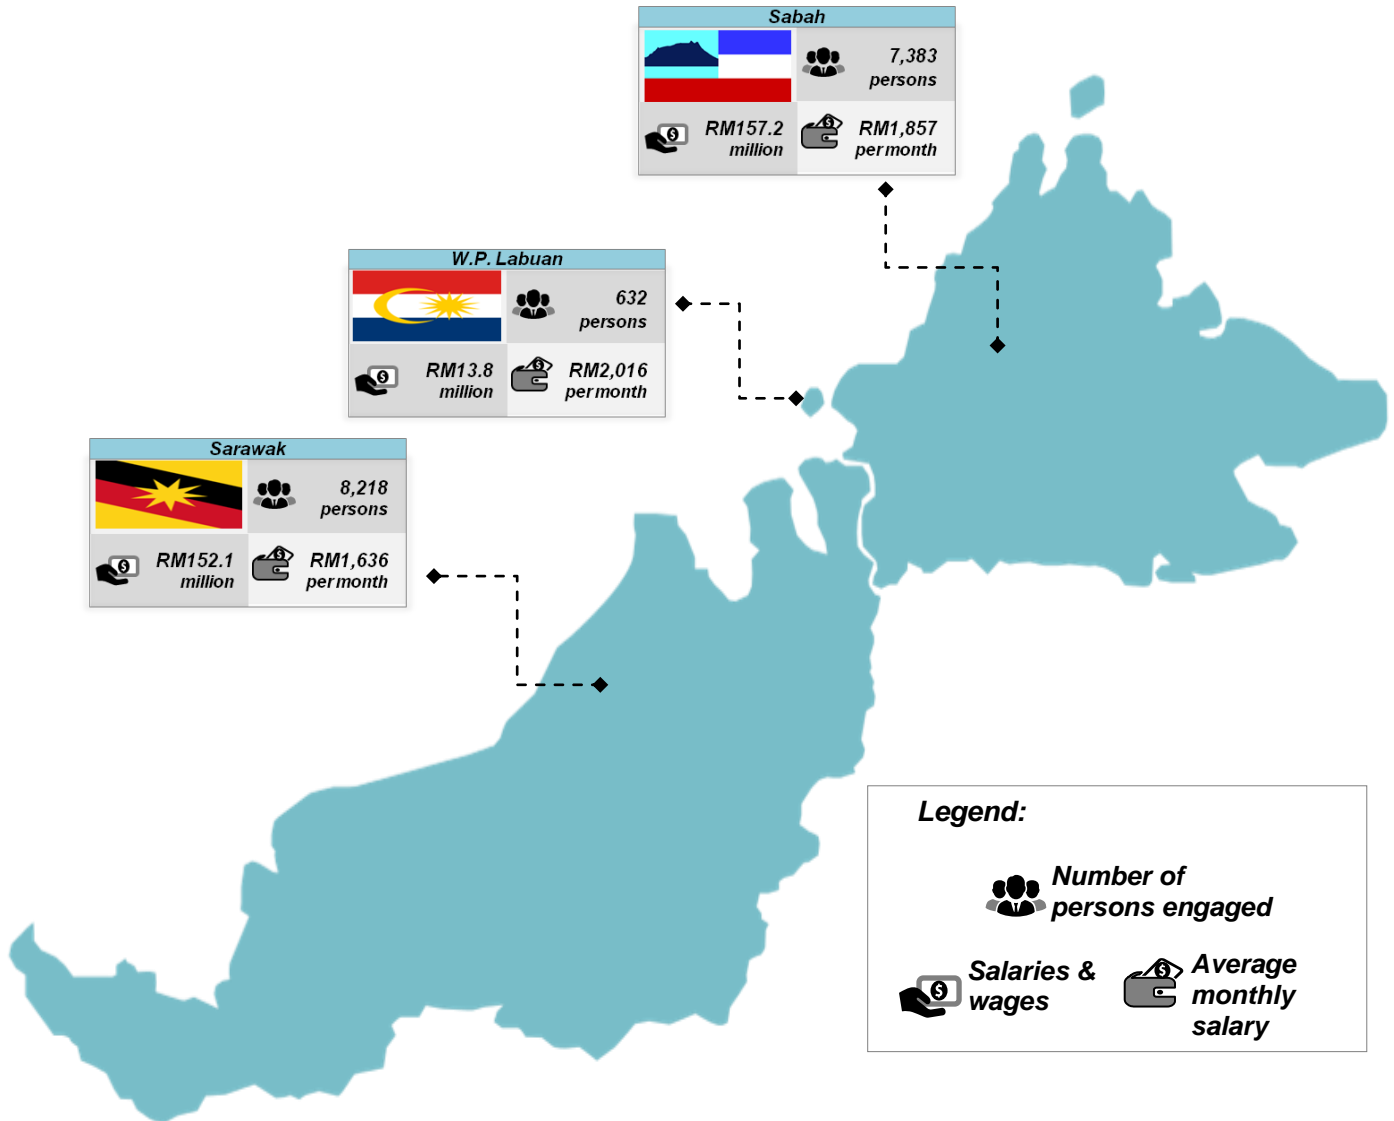 Sabah
7,383
persons
RM157.2
million
RM1,857
per month
W.P. Labuan
632
persons
RM13.8
million
RM2,016
per month
Sarawak
8,218
persons
RM152.1
million
RM1,636
per month
Legend:
Number of
persons engaged
Salaries &
wages
Average
monthly
salary